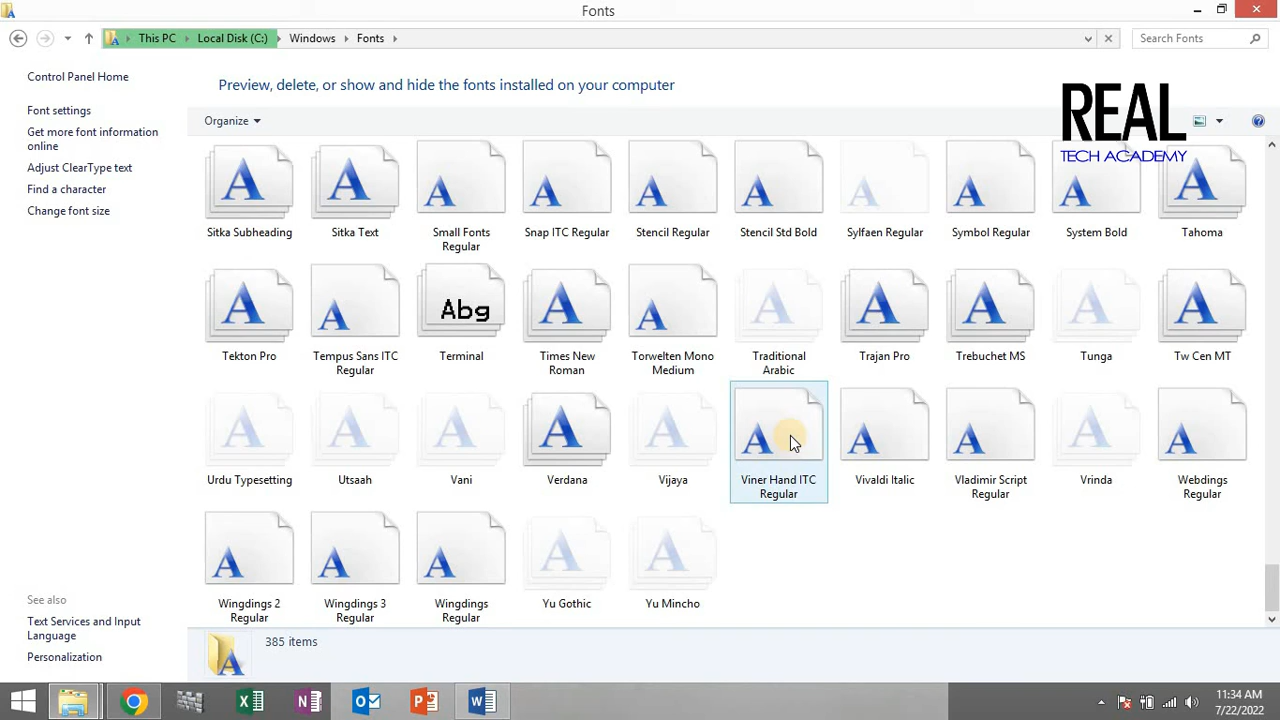 Fonts
This PC Local Disk (C:) Windows Fonts
Search Fonts
Control Panel Home
Font settings
Get more font information
online
Adjust ClearType text
Find a character
Change font size
See also
Text Services and Input
Language
Personalization
Preview, delete, or show and hide the fonts installed on your computer
Organize
REAL
TECH ACADEMY
Sitka Subheading
Sitka Text
Small Fonts
Regular
Snap ITC Regular
Stencil Regular
Stencil Std Bold
Sylfaen Regular
Symbol Regular
System Bold
Tahoma
Tekton Pro
Tempus Sans ITC
Regular
Abg
Terminal
Times New
Roman
Torwelten Mono
Medium
Traditional
Arabic
Trajan Pro
Trebuchet MS
Tunga
Tw Cen MT
Urdu Typesetting
Utsaah
Vani
Verdana
Vijaya
Viner Hand ITC
Regular
Vivaldi Italic
Vladimir Script
Regular
Vrinda
Webdings
Regular
Wingdings 2
Regular
Wingdings 3
Regular
Wingdings
Regular
Yu Gothic
Yu Mincho
385 items
11:34 AM
7/22/2022